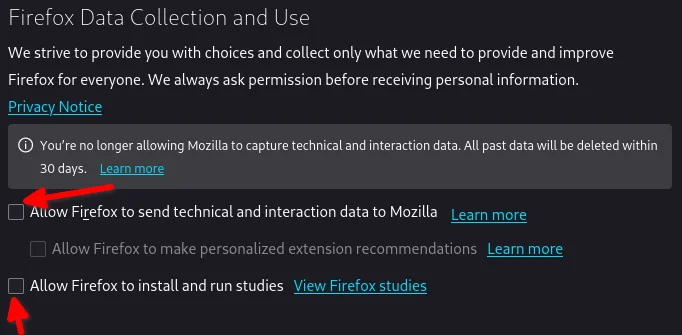 Firefox Data Collection and Use
We strive to provide you with choices and collect only what we need to provide and improve
Firefox for everyone. We always ask permission before receiving personal information.
Privacy Notice
You’re no longer allowing Mozilla to capture technical and interaction data. All past data will be deleted within
30 days. Learn more
Allow Firefox to send technical and interaction data to Mozilla Learn more
Allow Firefox to make personalized extension recommendations Learn more
Allow Firefox to install and run studies View Firefox studies